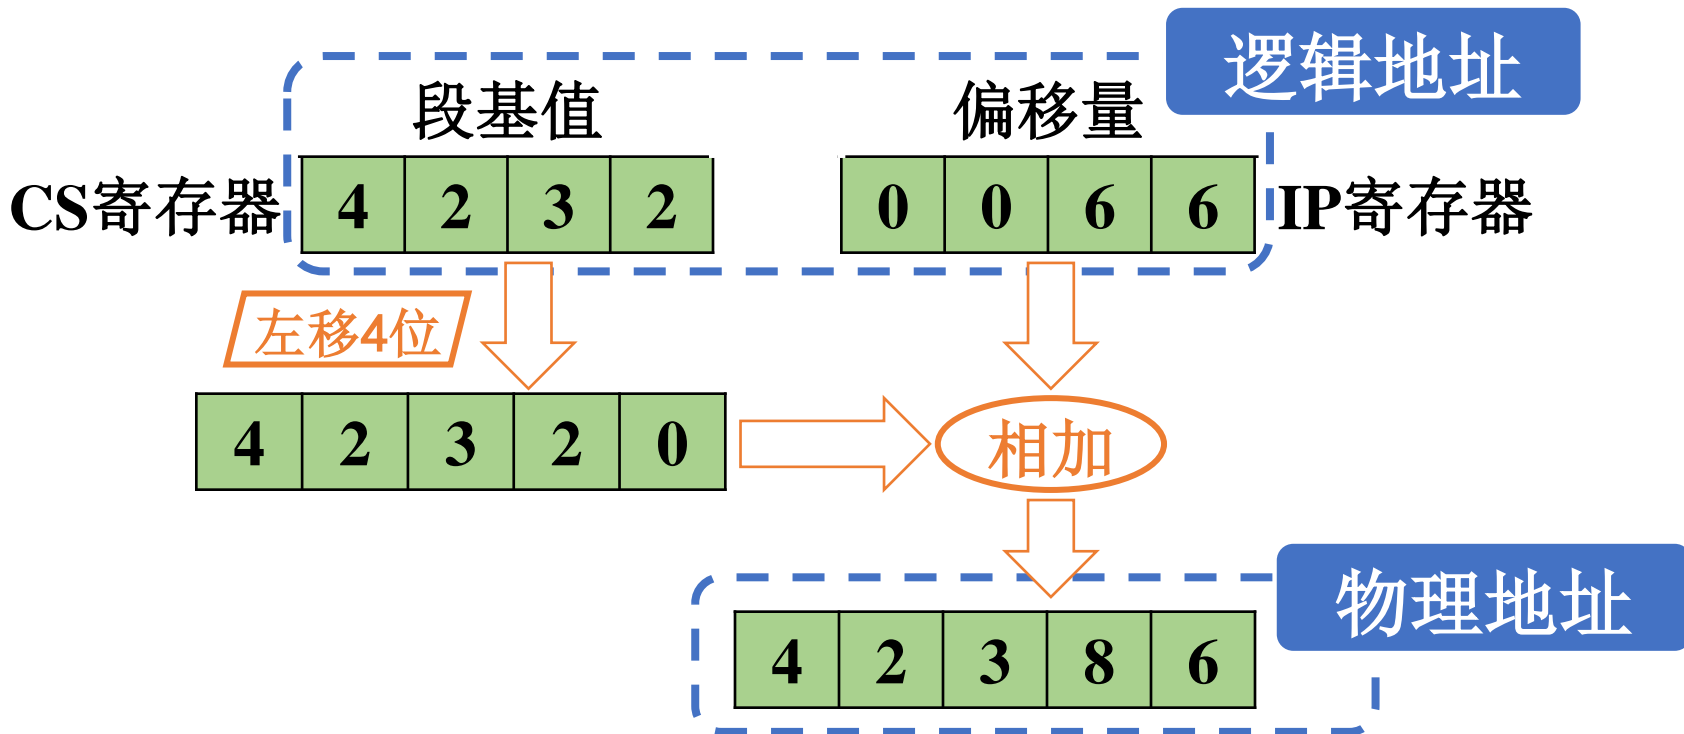 逻辑地址
段基值 偏移量
CS寄存器 4 2 3 2 0 0 6 6 IP寄存器
左移4位
4 2 3 2 0 相加
物理地址
4 2 3 8 6